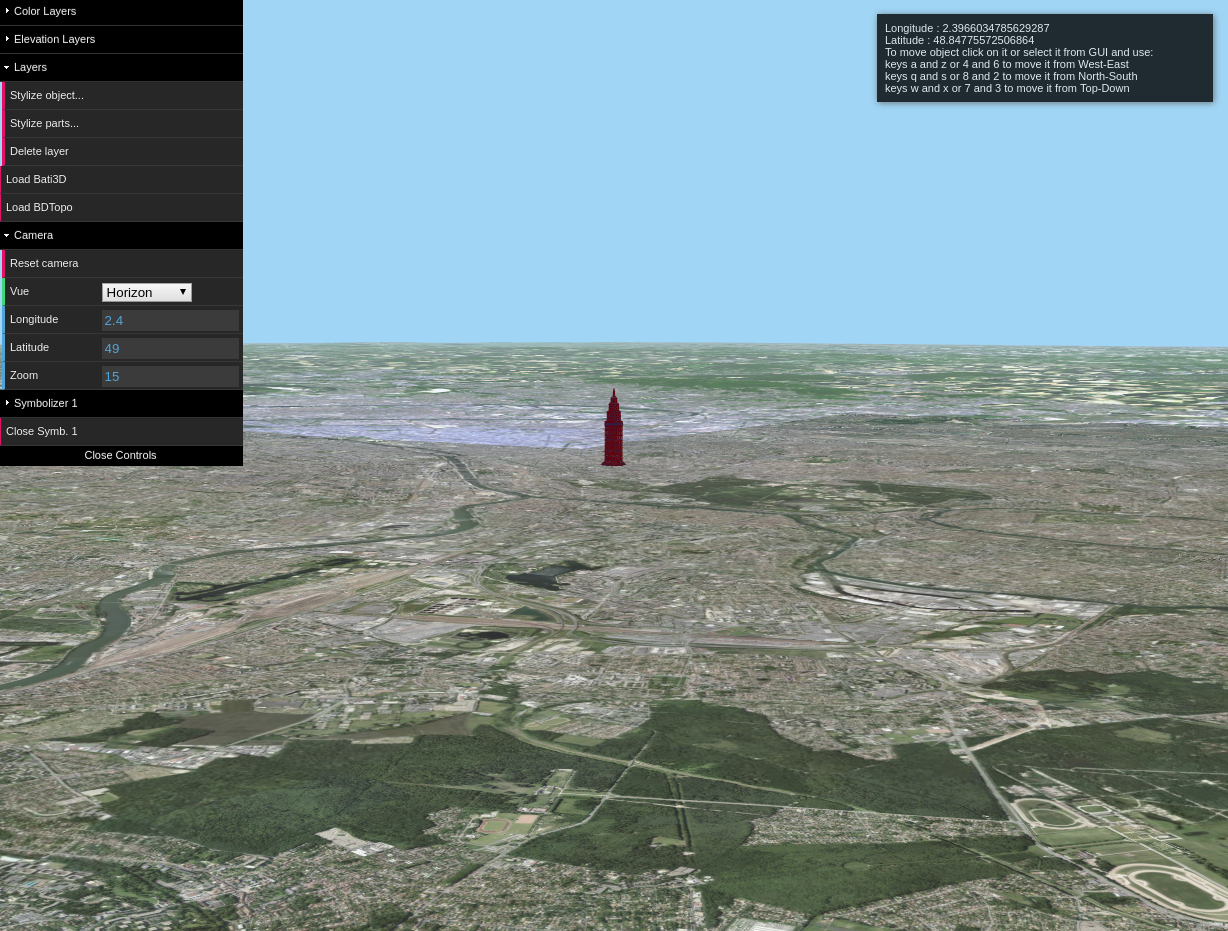 Color Layers
Elevation Layers
Layers
Stylize object...
Stylize parts...
Delete layer
Load Bati3D
Load BDTopo
Camera
Reset camera
Vue Horizon
Longitude 2.4
Latitude 49
Zoom 15
Symbolizer 1
Close Symb. 1
Close Controls
Longitude : 2.3966034785629287
Latitude : 48.84775572506864
To move object click on it or select it from GUI and use:
keys a and z or 4 and 6 to move it from West-East
keys q and s or 8 and 2 to move it from North-South
keys w and x or 7 and 3 to move it from Top-Down